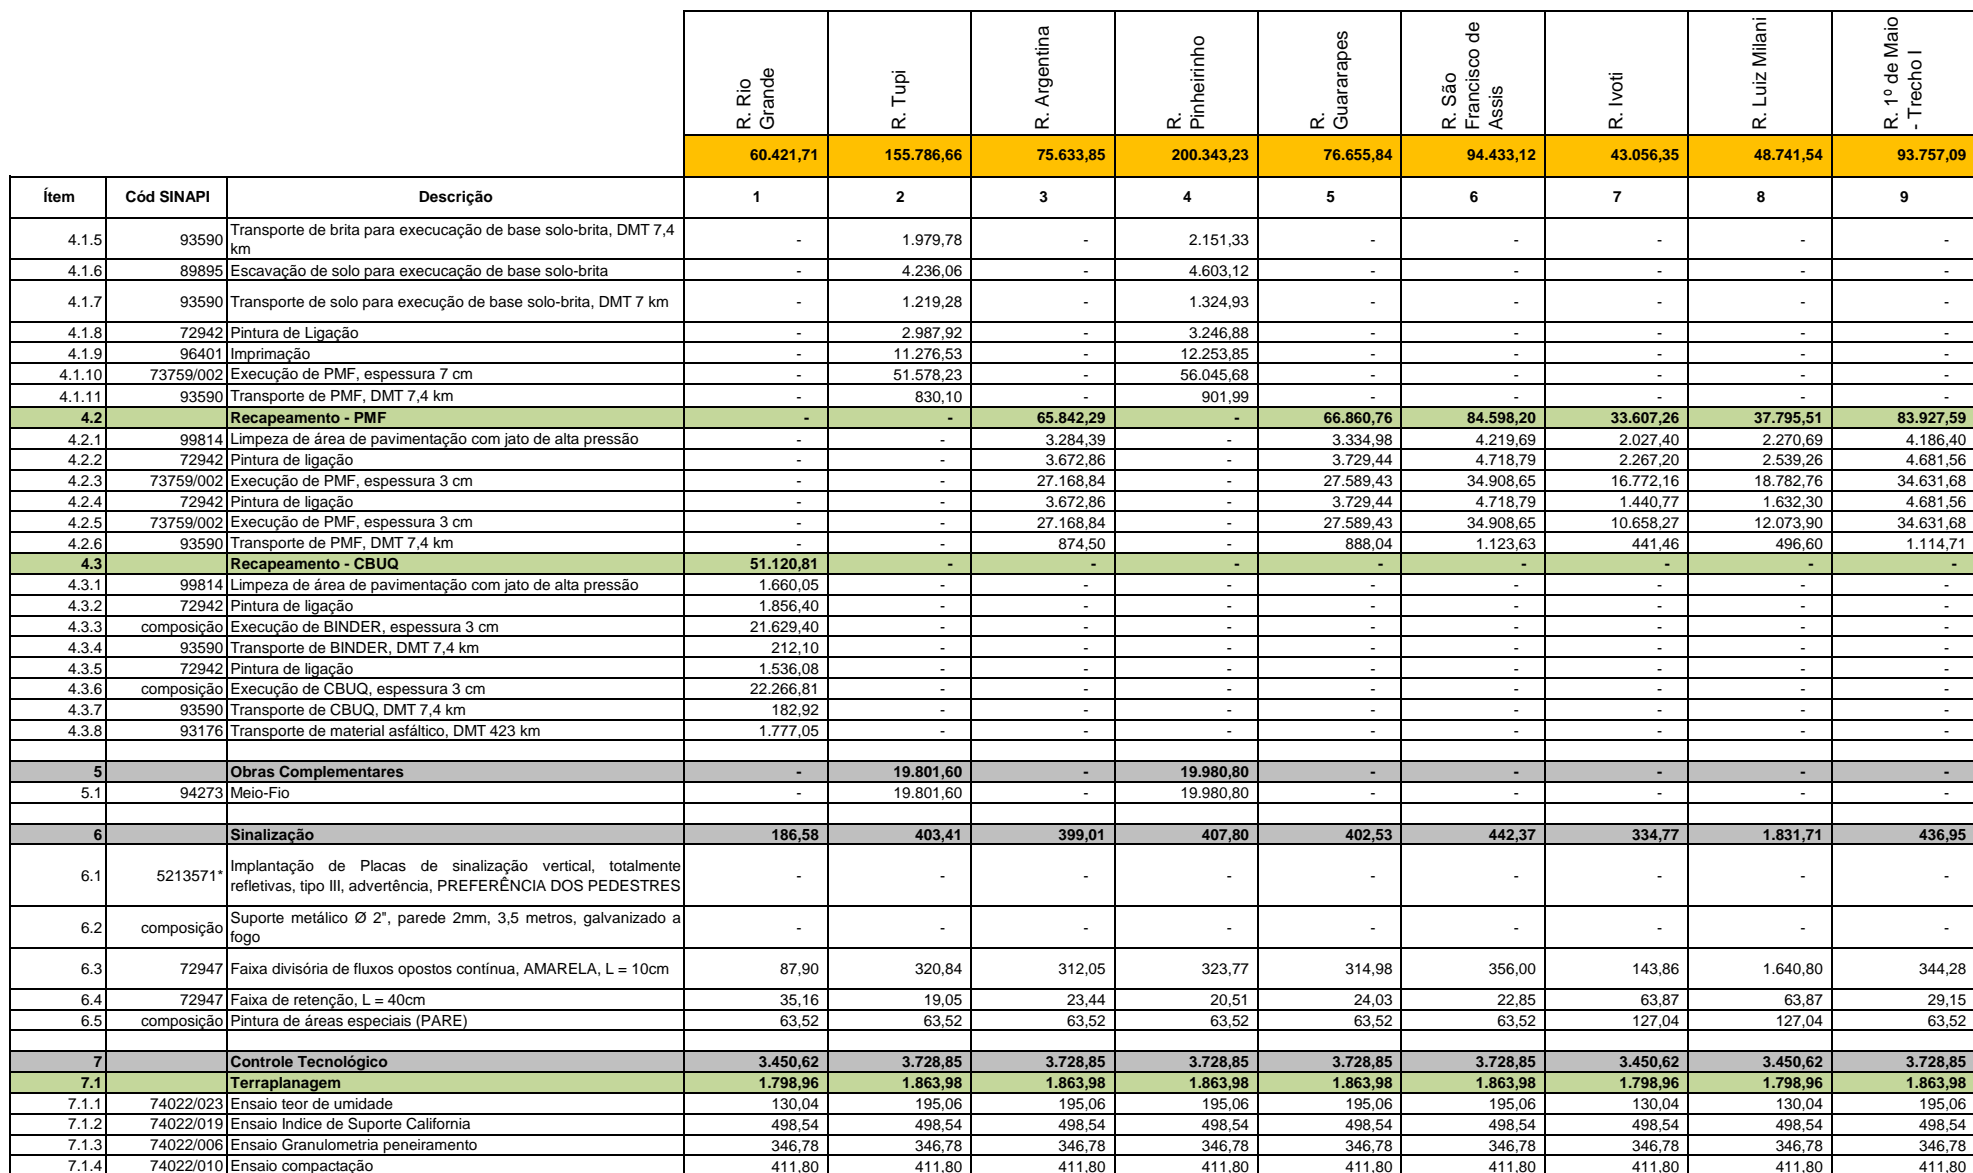 R. Rio
Grande
R. Tupi
R. Argentina
R.
Pinheirinho
R.
Guararapes
R. São
Francisco de
Assis
R. Ivoti
R. Luiz Milani
R. 1º de Maio
- Trecho I
60.421,71 155.786,66 75.633,85 200.343,23 76.655,84 94.433,12 43.056,35 48.741,54 93.757,09
Ítem Cód SINAPI Descrição 1 2 3 4 5 6 7 8 9
4.1.5 93590 Transporte de brita para execucação de base solo-brita, DMT 7,4
km - 1.979,78 - 2.151,33 - - - - -
4.1.6 89895 Escavação de solo para execucação de base solo-brita - 4.236,06 - 4.603,12 - - - - -
4.1.7 93590 Transporte de solo para execução de base solo-brita, DMT 7 km - 1.219,28 - 1.324,93 - - - - -
4.1.8 72942 Pintura de Ligação - 2.987,92 - 3.246,88 - - - - -
4.1.9 96401 Imprimação - 11.276,53 - 12.253,85 - - - - -
4.1.10 73759/002 Execução de PMF, espessura 7 cm - 51.578,23 - 56.045,68 - - - - -
4.1.11 93590 Transporte de PMF, DMT 7,4 km - 830,10 - 901,99 - - - - -
4.2 Recapeamento - PMF - - 65.842,29 - 66.860,76 84.598,20 33.607,26 37.795,51 83.927,59
4.2.1 99814 Limpeza de área de pavimentação com jato de alta pressão - - 3.284,39 - 3.334,98 4.219,69 2.027,40 2.270,69 4.186,40
4.2.2 72942 Pintura de ligação - - 3.672,86 - 3.729,44 4.718,79 2.267,20 2.539,26 4.681,56
4.2.3 73759/002 Execução de PMF, espessura 3 cm - - 27.168,84 - 27.589,43 34.908,65 16.772,16 18.782,76 34.631,68
4.2.4 72942 Pintura de ligação - - 3.672,86 - 3.729,44 4.718,79 1.440,77 1.632,30 4.681,56
4.2.5 73759/002 Execução de PMF, espessura 3 cm - - 27.168,84 - 27.589,43 34.908,65 10.658,27 12.073,90 34.631,68
4.2.6 93590 Transporte de PMF, DMT 7,4 km - - 874,50 - 888,04 1.123,63 441,46 496,60 1.114,71
4.3 Recapeamento - CBUQ 51.120,81 - - - - - - - -
4.3.1 99814 Limpeza de área de pavimentação com jato de alta pressão 1.660,05 - - - - - - - -
4.3.2 72942 Pintura de ligação 1.856,40 - - - - - - - -
4.3.3 composição Execução de BINDER, espessura 3 cm 21.629,40 - - - - - - - -
4.3.4 93590 Transporte de BINDER, DMT 7,4 km 212,10 - - - - - - - -
4.3.5 72942 Pintura de ligação 1.536,08 - - - - - - - -
4.3.6 composição Execução de CBUQ, espessura 3 cm 22.266,81 - - - - - - - -
4.3.7 93590 Transporte de CBUQ, DMT 7,4 km 182,92 - - - - - - - -
4.3.8 93176 Transporte de material asfáltico, DMT 423 km 1.777,05 - - - - - - - -
5 Obras Complementares - 19.801,60 - 19.980,80 - - - - -
5.1 94273 Meio-Fio - 19.801,60 - 19.980,80 - - - - -
6 Sinalização 186,58 403,41 399,01 407,80 402,53 442,37 334,77 1.831,71 436,95
6.1 5213571* Implantação de Placas de sinalização vertical, totalmente
refletivas, tipo III, advertência, PREFERÊNCIA DOS PEDESTRES - - - - - - - - -
6.2 composição Suporte metálico Ø 2", parede 2mm, 3,5 metros, galvanizado a
fogo - - - - - - - - -
6.3 72947 Faixa divisória de fluxos opostos contínua, AMARELA, L = 10cm 87,90 320,84 312,05 323,77 314,98 356,00 143,86 1.640,80 344,28
6.4 72947 Faixa de retenção, L = 40cm 35,16 19,05 23,44 20,51 24,03 22,85 63,87 63,87 29,15
6.5 composição Pintura de áreas especiais (PARE) 63,52 63,52 63,52 63,52 63,52 63,52 127,04 127,04 63,52
7 Controle Tecnológico 3.450,62 3.728,85 3.728,85 3.728,85 3.728,85 3.728,85 3.450,62 3.450,62 3.728,85
7.1 Terraplanagem 1.798,96 1.863,98 1.863,98 1.863,98 1.863,98 1.863,98 1.798,96 1.798,96 1.863,98
7.1.1 74022/023 Ensaio teor de umidade 130,04 195,06 195,06 195,06 195,06 195,06 130,04 130,04 195,06
7.1.2 74022/019 Ensaio Indice de Suporte California 498,54 498,54 498,54 498,54 498,54 498,54 498,54 498,54 498,54
7.1.3 74022/006 Ensaio Granulometria peneiramento 346,78 346,78 346,78 346,78 346,78 346,78 346,78 346,78 346,78
7.1.4 74022/010 Ensaio compactação 411,80 411,80 411,80 411,80 411,80 411,80 411,80 411,80 411,80